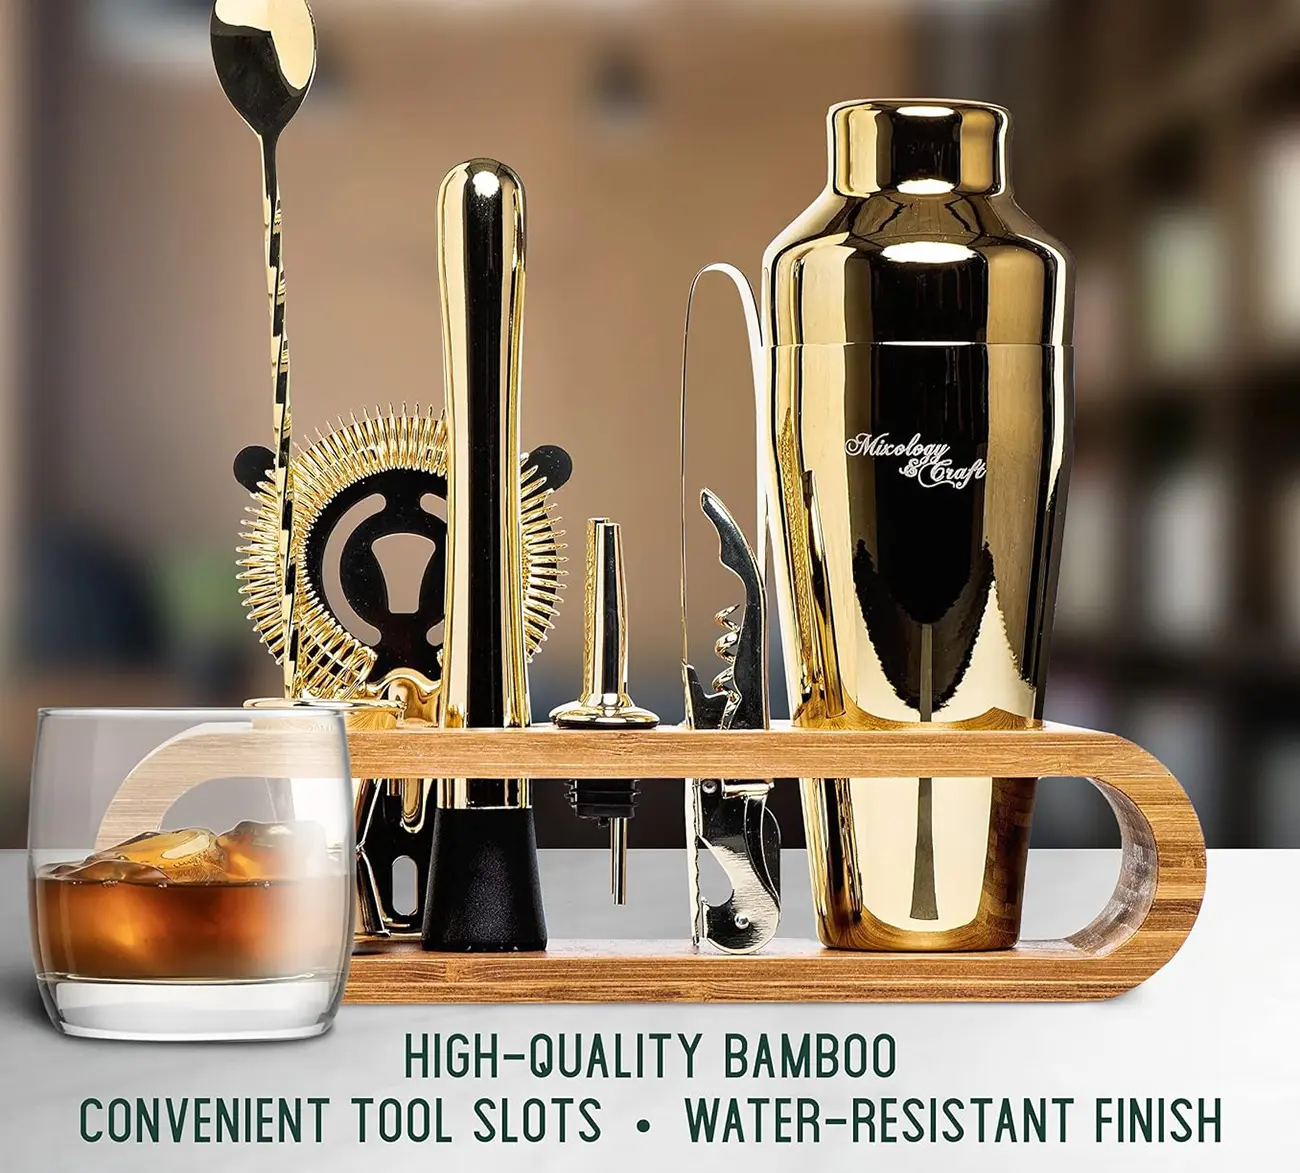 Mixology
& Craft
HIGH-QUALITY BAMBOO
CONVENIENT TOOL SLOTS • WATER-RESISTANT FINISH